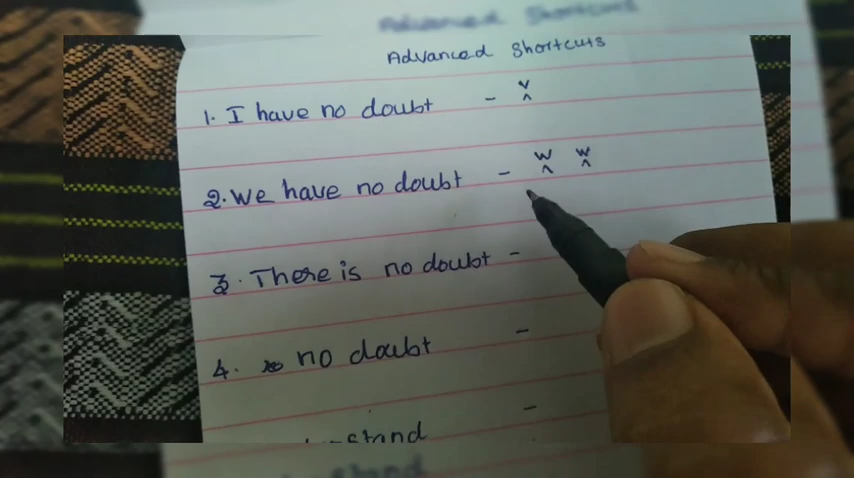 Advanced Shortcuts
1. I have no doubt -
2. We have no doubt -
3. There is no doubt -
4. no doubt -
stand -